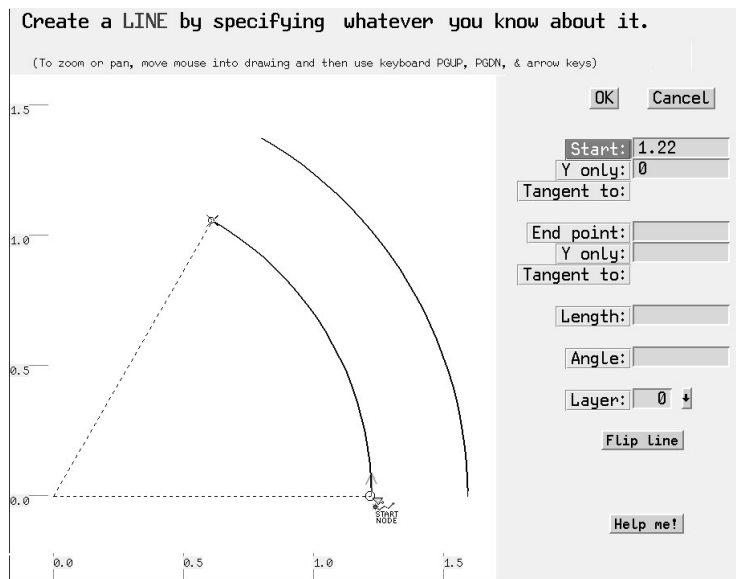 Create a LINE by specifying whatever you know about it.
(To zoom or pan, move mouse into drawing and then use keyboard PGUP, PGDN, & arrow keys)
OK Cancel
Start: 1.22
Y only: 0
Tangent to:
End point:
Y only:
Tangent to:
Length:
Angle:
Layer: 0
Flip line
Help me!
1.5
1.0
0.5
0.0
START
NODE
0.0 0.5 1.0 1.5